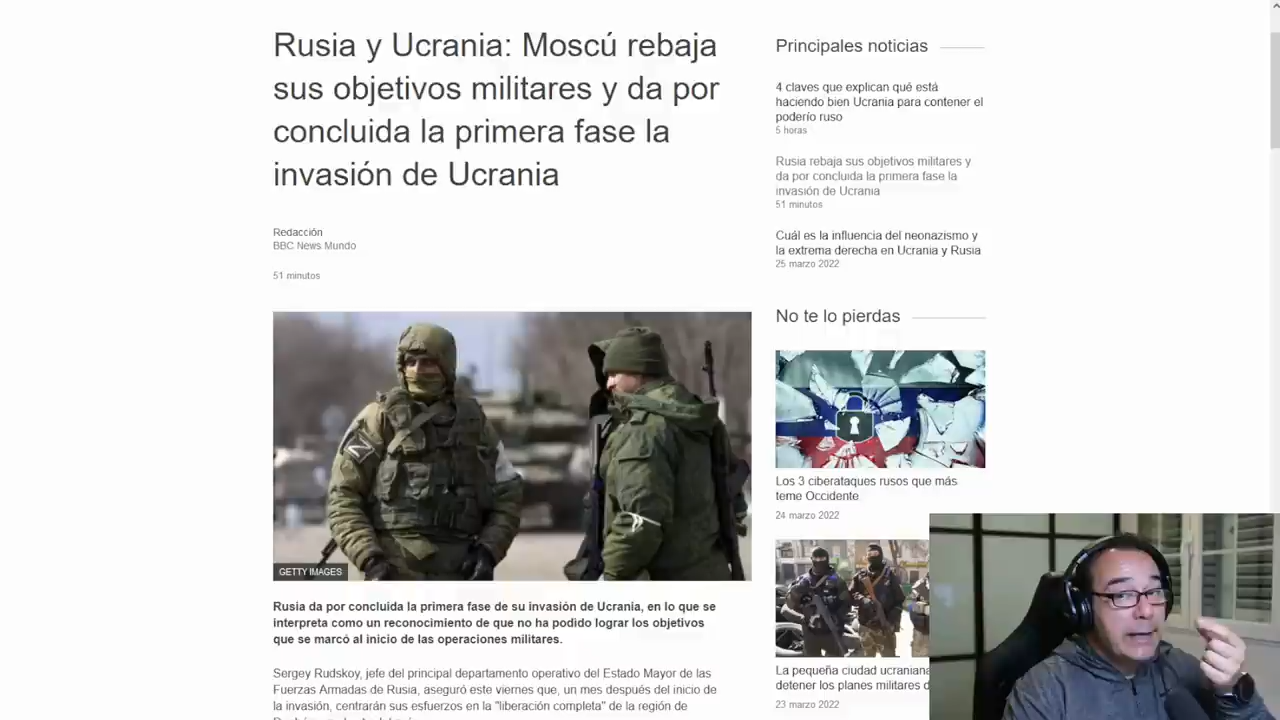 Rusia y Ucrania: Moscú rebaja
sus objetivos militares y da por
concluida la primera fase la
invasión de Ucrania
Redacción
BBC News Mundo
51 minutos
GETTY IMAGES
Rusia da por concluida la primera fase de su invasión de Ucrania, en lo que se
interpreta como un reconocimiento de que no ha podido lograr los objetivos
que se marcó al inicio de las operaciones militares.
Sergey Rudskoy, jefe del principal departamento operativo del Estado Mayor de las
Fuerzas Armadas de Rusia, aseguró este viernes que, un mes después del inicio de
la invasión, centrarán sus esfuerzos en la "liberación completa" de la región de
Principales noticias
4 claves que explican qué está
haciendo bien Ucrania para contener el
poderío ruso
5 horas
Rusia rebaja sus objetivos militares y
da por concluida la primera fase la
invasión de Ucrania
51 minutos
Cuál es la influencia del neonazismo y
la extrema derecha en Ucrania y Rusia
25 marzo 2022
No te lo pierdas
Los 3 ciberataques rusos que más
teme Occidente
24 marzo 2022
La pequeña ciudad ucraniana
detener los planes militares d
23 marzo 2022